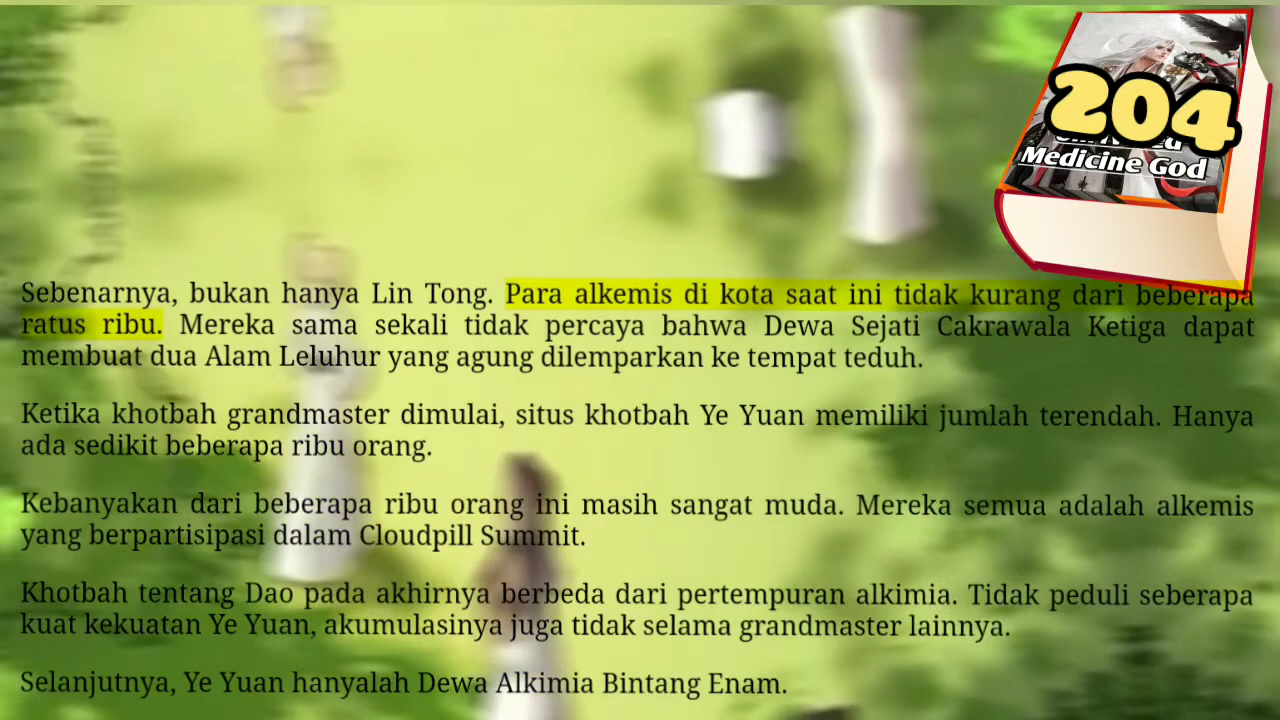 204
Medicine God
Sebenarnya, bukan hanya Lin Tong. Para alkemis di kota saat ini tidak kurang dari beberapa
ratus ribu. Mereka sama sekali tidak percaya bahwa Dewa Sejati Cakrawala Ketiga dapat
membuat dua Alam Leluhur yang agung dilemparkan ke tempat teduh.
Ketika khotbah grandmaster dimulai, situs khotbah Ye Yuan memiliki jumlah terendah. Hanya
ada sedikit beberapa ribu orang.
Kebanyakan dari beberapa ribu orang ini masih sangat muda. Mereka semua adalah alkemis
yang berpartisipasi dalam Cloudpill Summit.
Khotbah tentang Dao pada akhirnya berbeda dari pertempuran alkimia. Tidak peduli seberapa
kuat kekuatan Ye Yuan, akumulasinya juga tidak selama grandmaster lainnya.
Selanjutnya, Ye Yuan hanyalah Dewa Alkimia Bintang Enam.